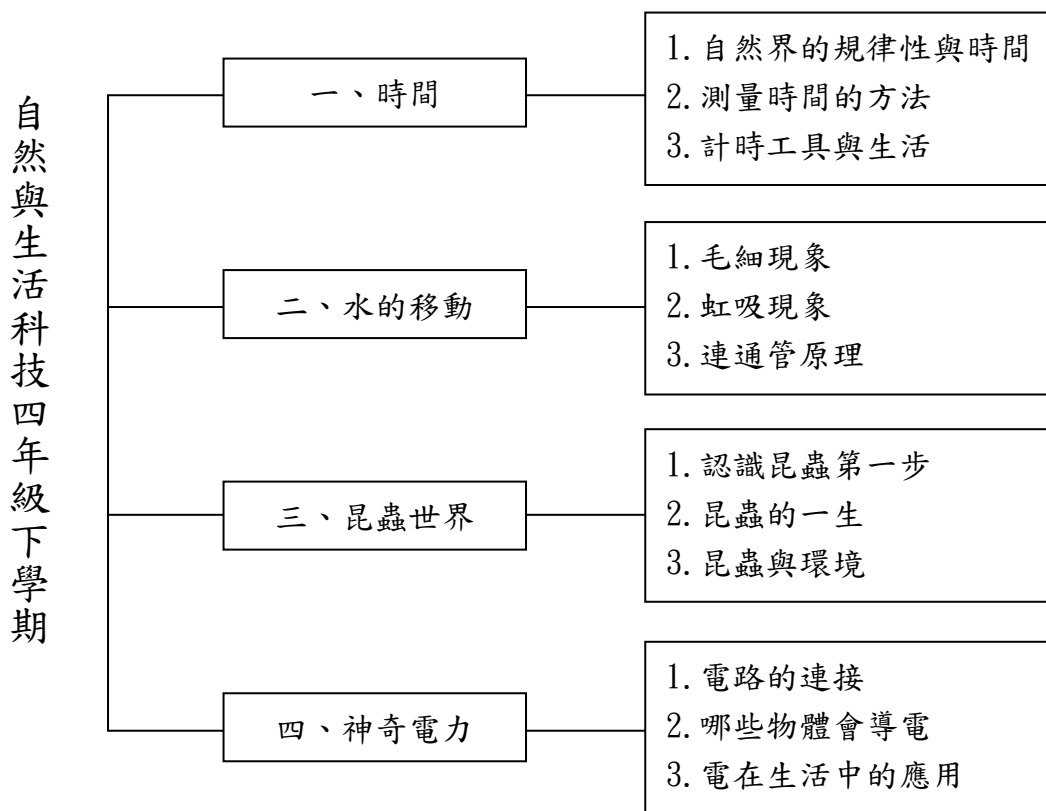 自然與生活科技四年級下學期
一、時間
1.自然界的規律性與時間
2.測量時間的方法
3.計時工具與生活
二、水的移動
1.毛細現象
2.虹吸現象
3.連通管原理
三、昆蟲世界
1.認識昆蟲第一步
2.昆蟲的一生
3.昆蟲與環境
四、神奇電力
1.電路的連接
2.哪些物體會導電
3.電在生活中的應用